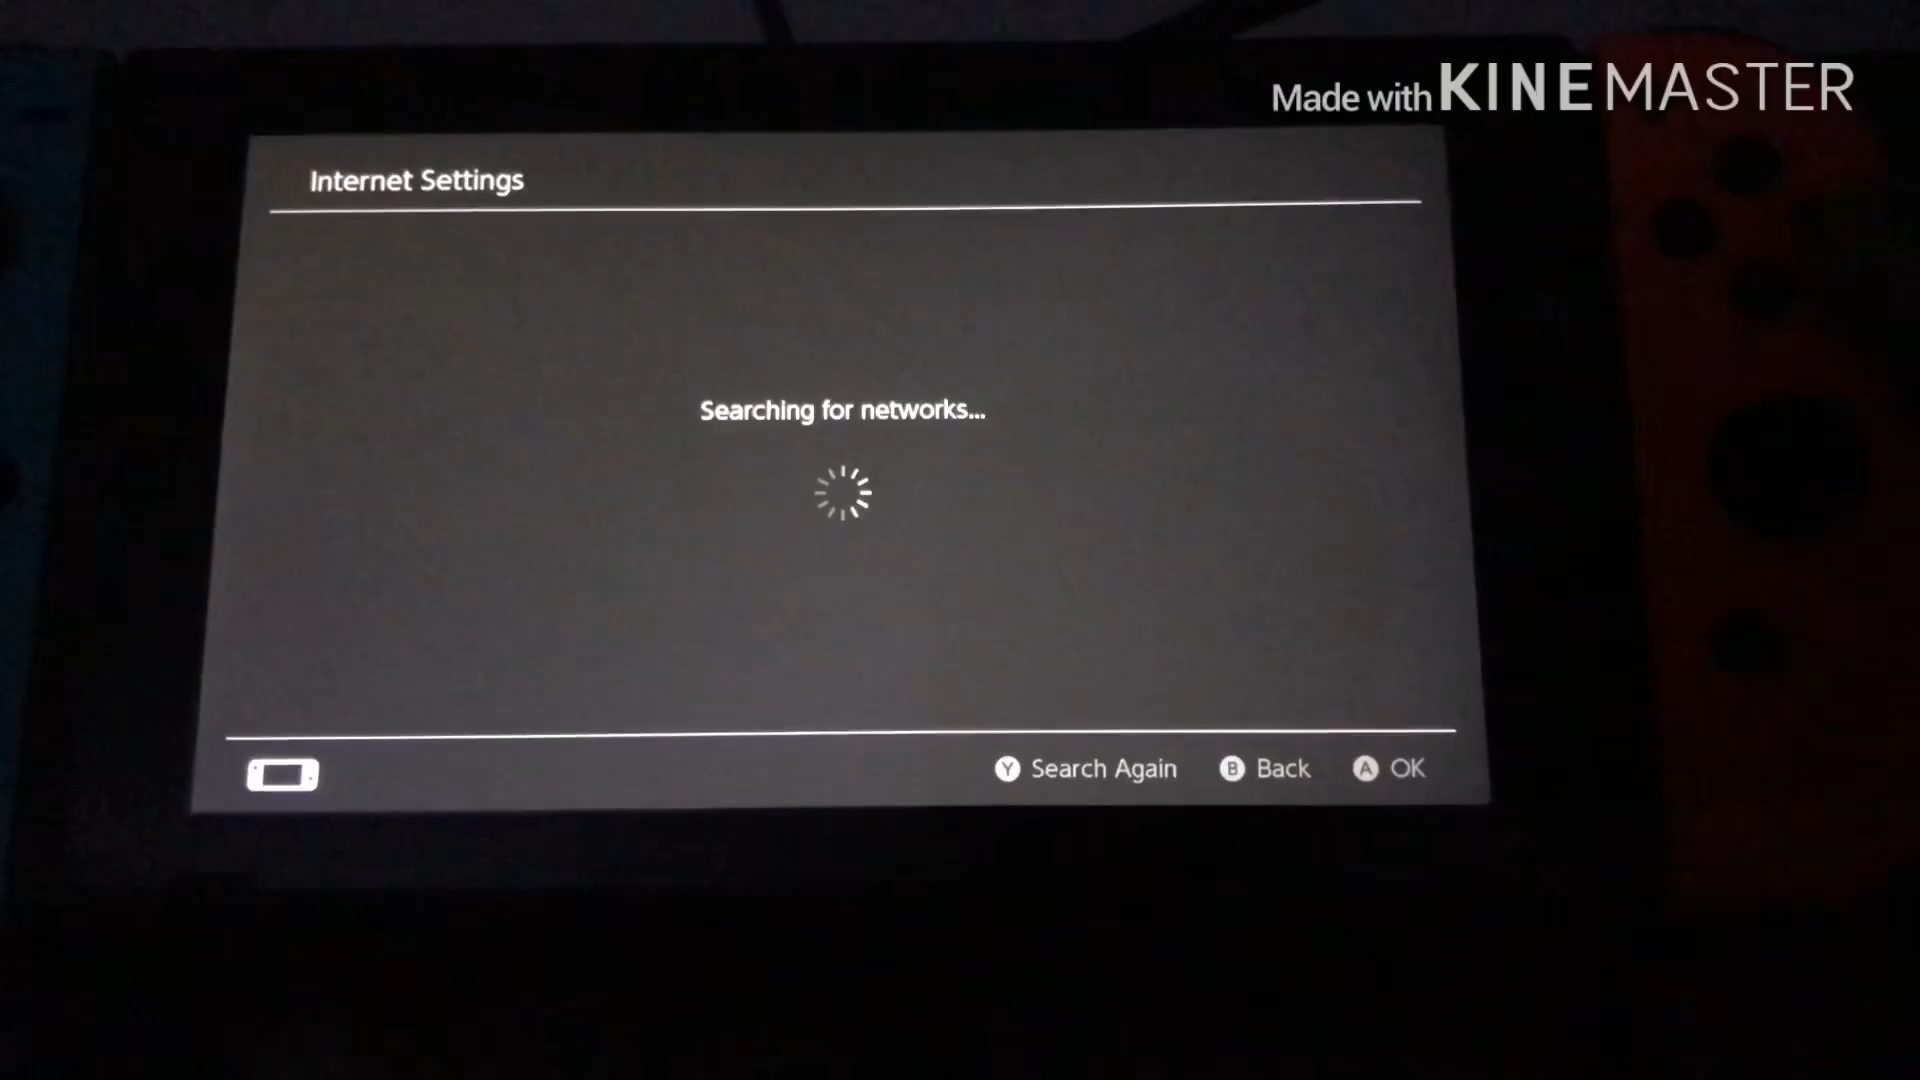 Made with KINEMASTER
Internet Settings
Searching for networks...
Y Search Again B Back A OK